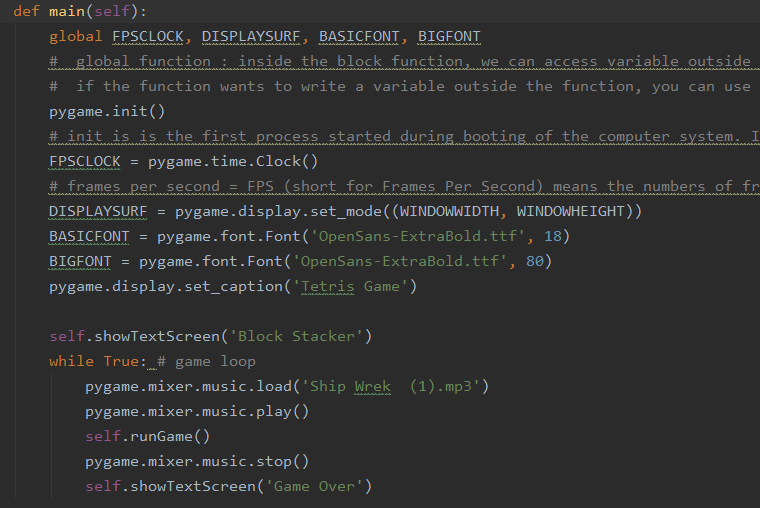 def main(self):
global FPSCLOCK, DISPLAYSURF, BASICFONT, BIGFONT
#  global function : inside the block function, we can access variable outside
#  if the function wants to write a variable outside the function, you can use
pygame.init()
# init is is the first process started during booting of the computer system. I
FPSCLOCK = pygame.time.Clock()
# frames per second = FPS (short for Frames Per Second) means the numbers of fr
DISPLAYSURF = pygame.display.set_mode((WINDOWWIDTH, WINDOWHEIGHT))
BASICFONT = pygame.font.Font('OpenSans-ExtraBold.ttf', 18)
BIGFONT = pygame.font.Font('OpenSans-ExtraBold.ttf', 80)
pygame.display.set_caption('Tetris Game')
self.showTextScreen('Block Stacker')
while True: # game loop
pygame.mixer.music.load('Ship Wrek  (1).mp3')
pygame.mixer.music.play()
self.runGame()
pygame.mixer.music.stop()
self.showTextScreen('Game Over')